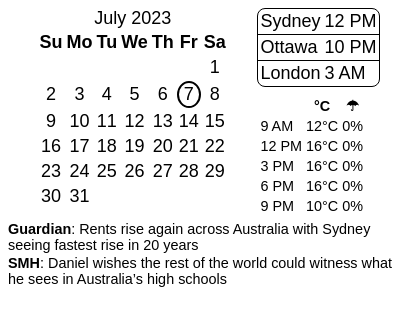 July 2023
Su Mo Tu We Th Fr Sa
1
2 3 4 5 6 7 8
9 10 11 12 13 14 15
16 17 18 19 20 21 22
23 24 25 26 27 28 29
30 31
Sydney 12 PM
Ottawa 10 PM
London 3 AM
°C ☂
9 AM 12°C 0%
12 PM 16°C 0%
3 PM 16°C 0%
6 PM 16°C 0%
9 PM 10°C 0%
Guardian: Rents rise again across Australia with Sydney
seeing fastest rise in 20 years
SMH: Daniel wishes the rest of the world could witness what
he sees in Australia’s high schools